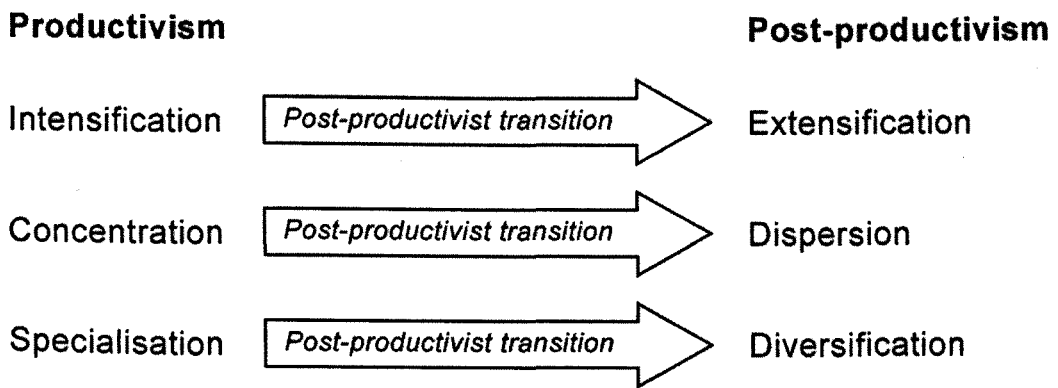 Productivism Post-productivism
Intensification Post-productivist transition Extensification
Concentration Post-productivist transition Dispersion
Specialisation Post-productivist transition Diversification